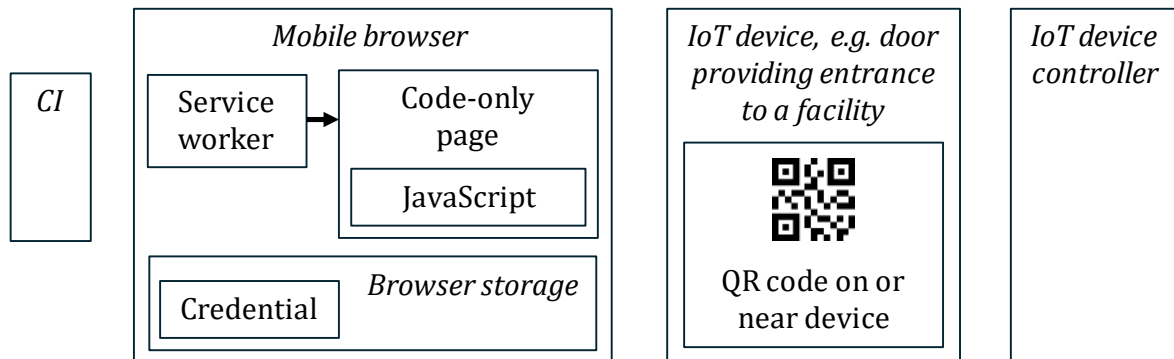 CI
Mobile browser
Service
worker
Code-only
page
JavaScript
Browser storage
Credential
IoT device, e.g. door
providing entrance
to a facility
QR code on or
near device
IoT device
controller